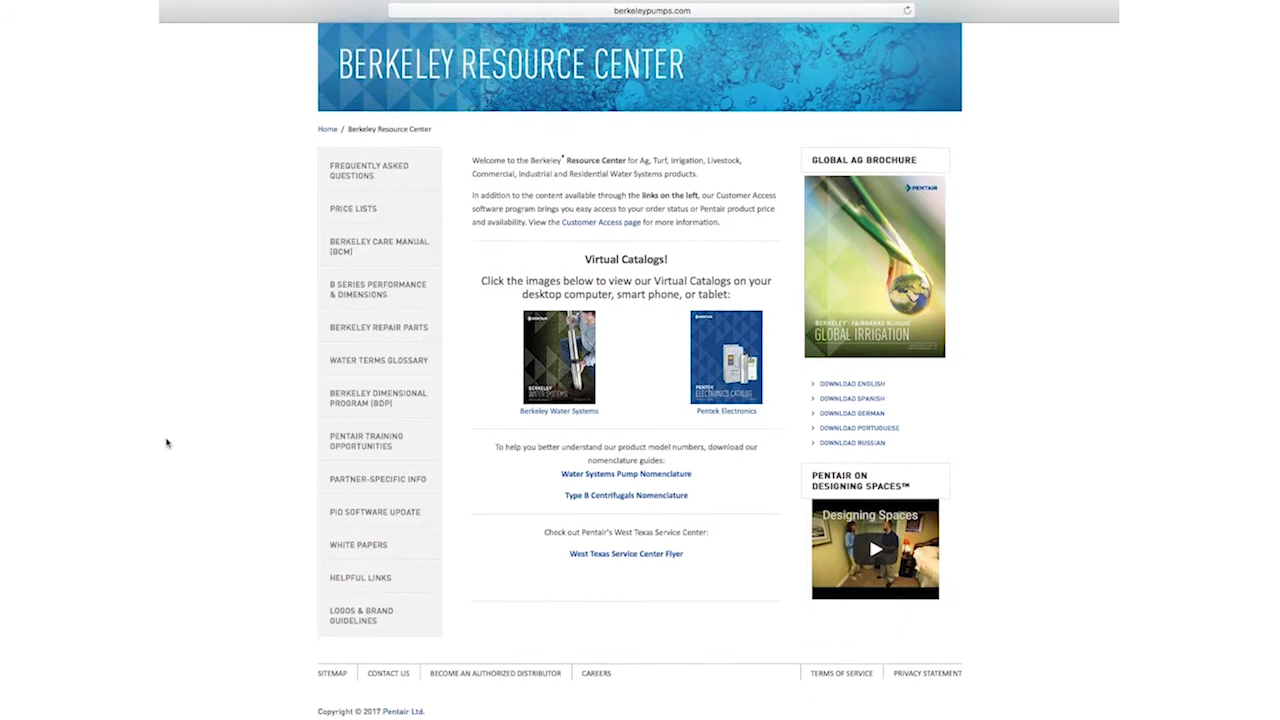 berkeleypumps.com
BERKELEY RESOURCE CENTER
Home / Berkeley Resource Center
FREQUENTLY ASKED
QUESTIONS
PRICE LISTS
BERKELEY CARE MANUAL
(BCM)
B SERIES PERFORMANCE
& DIMENSIONS
BERKELEY REPAIR PARTS
WATER TERMS GLOSSARY
BERKELEY DIMENSIONAL
PROGRAM (BDP)
PENTAIR TRAINING
OPPORTUNITIES
PARTNER-SPECIFIC INFO
PID SOFTWARE UPDATE
WHITE PAPERS
HELPFUL LINKS
LOGOS & BRAND
GUIDELINES
Welcome to the Berkeley® Resource Center for Ag, Turf, Irrigation, Livestock,
Commercial, Industrial and Residential Water Systems products.
In addition to the content available through the links on the left, our Customer Access
software program brings you easy access to your order status or Pentair product price
and availability. View the Customer Access page for more information.
Virtual Catalogs!
Click the images below to view our Virtual Catalogs on your
desktop computer, smart phone, or tablet:
PENTAIR
BERKELEY
WATER SYSTEMS
Berkeley Water Systems
PENTAIR
PENTEK
ELECTRONICS CATALOG
Pentek Electronics
To help you better understand our product model numbers, download our
nomenclature guides:
Water Systems Pump Nomenclature
Type B Centrifugals Nomenclature
Check out Pentair's West Texas Service Center:
West Texas Service Center Flyer
GLOBAL AG BROCHURE
PENTAIR
BERKELEY · FAIRBANKS NIJHUIS
GLOBAL IRRIGATION
> DOWNLOAD ENGLISH
> DOWNLOAD SPANISH
> DOWNLOAD GERMAN
> DOWNLOAD PORTUGUESE
> DOWNLOAD RUSSIAN
PENTAIR ON
DESIGNING SPACES™
Designing Spaces
SITEMAP
CONTACT US
BECOME AN AUTHORIZED DISTRIBUTOR
CAREERS
TERMS OF SERVICE
PRIVACY STATEMENT
Copyright © 2017 Pentair Ltd.